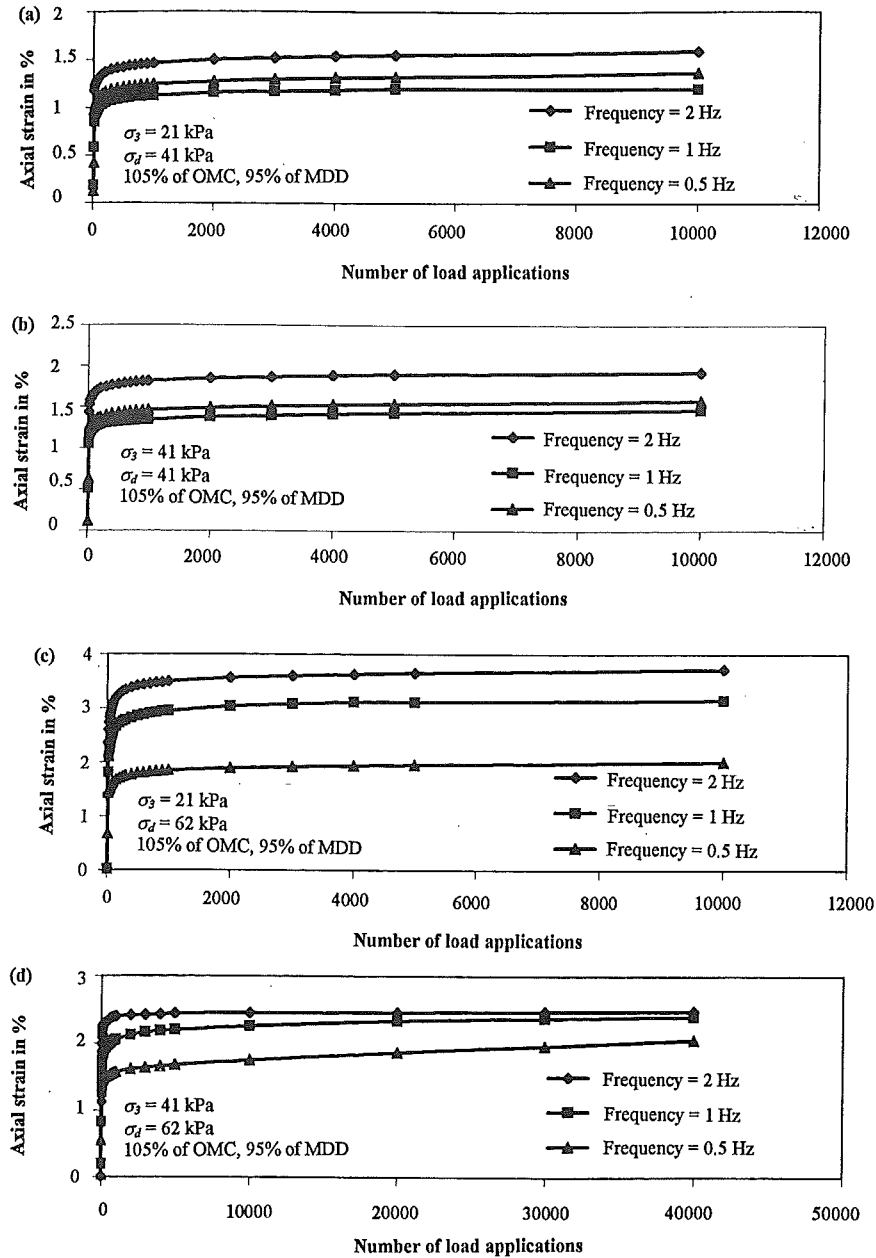 (a)
2
1.5
1
0.5
0
Axial strain in %
σ3 = 21 kPa
σd = 41 kPa
105% of OMC, 95% of MDD
Frequency = 2 Hz
Frequency = 1 Hz
Frequency = 0.5 Hz
0 2000 4000 6000 8000 10000 12000
Number of load applications
(b)
2.5
2
1.5
1
0.5
0
Axial strain in %
σ3 = 41 kPa
σd = 41 kPa
105% of OMC, 95% of MDD
Frequency = 2 Hz
Frequency = 1 Hz
Frequency = 0.5 Hz
0 2000 4000 6000 8000 10000 12000
Number of load applications
(c)
4
3
2
1
0
Axial strain in %
σ3 = 21 kPa
σd = 62 kPa
105% of OMC, 95% of MDD
Frequency = 2 Hz
Frequency = 1 Hz
Frequency = 0.5 Hz
0 2000 4000 6000 8000 10000 12000
Number of load applications
(d)
3
2
1
0
Axial strain in %
σ3 = 41 kPa
σd = 62 kPa
105% of OMC, 95% of MDD
Frequency = 2 Hz
Frequency = 1 Hz
Frequency = 0.5 Hz
0 10000 20000 30000 40000 50000
Number of load applications